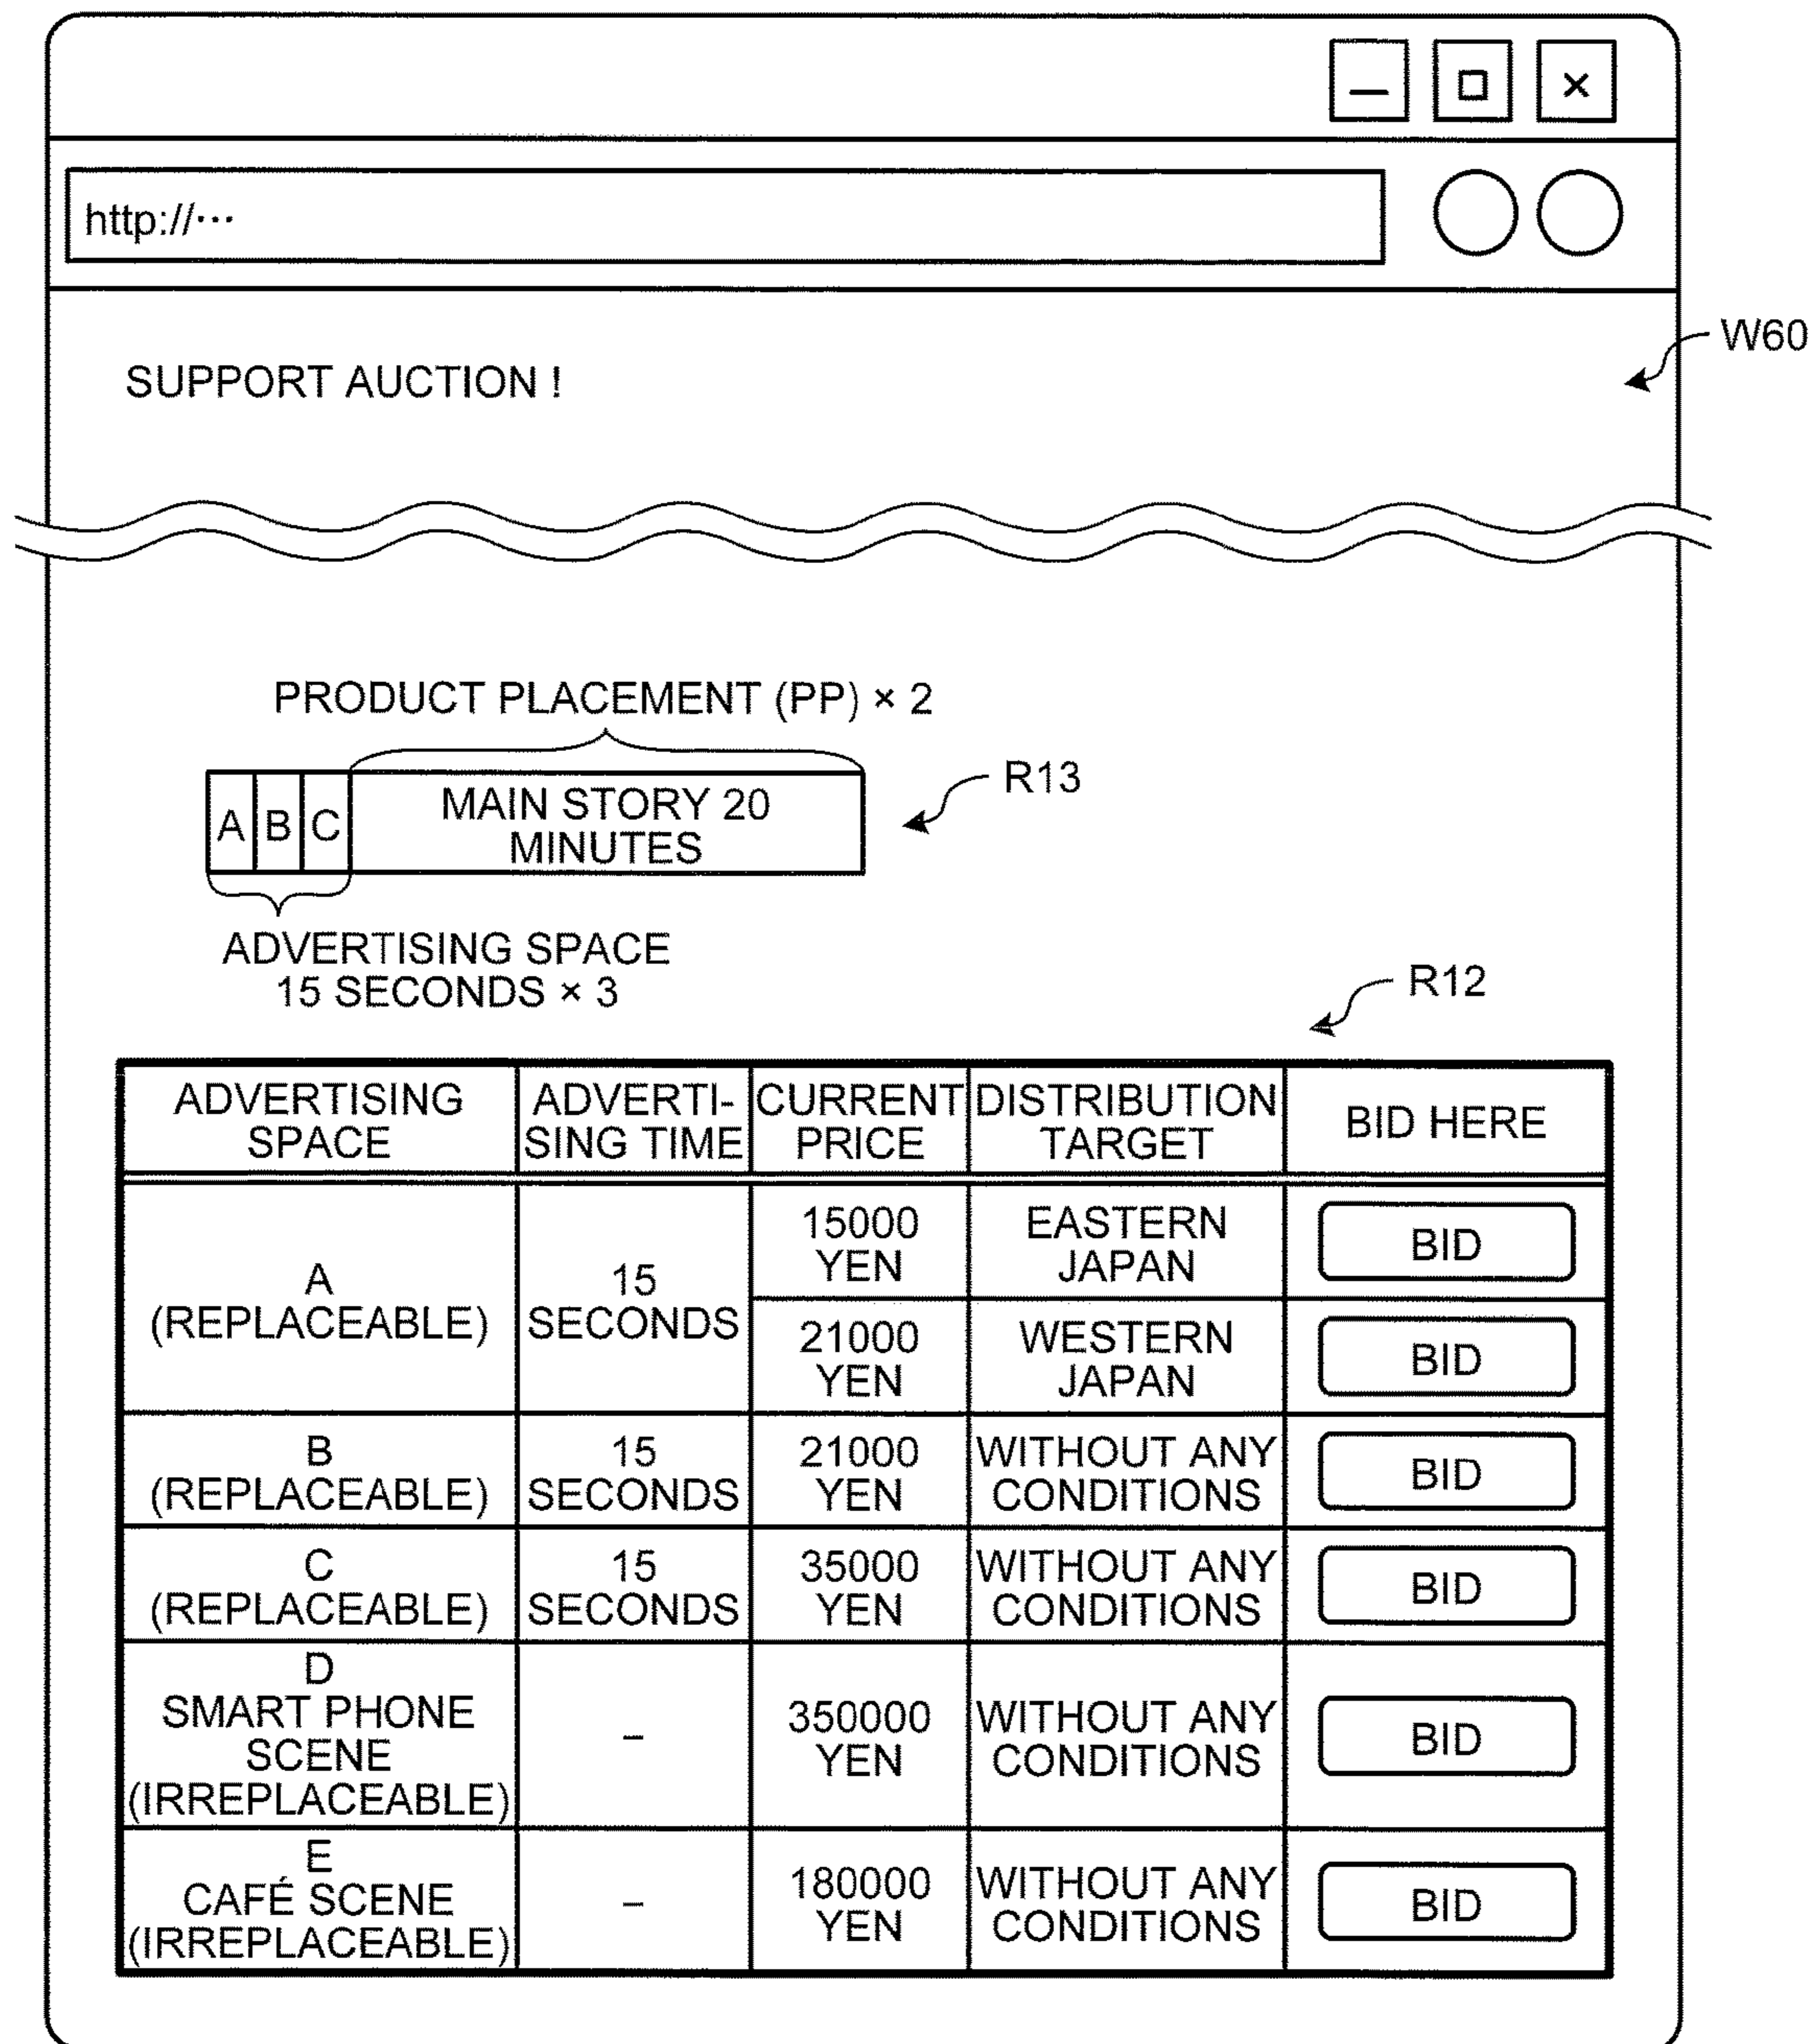 http://···
W60
SUPPORT AUCTION !
PRODUCT PLACEMENT (PP) × 2
R13
A B C MAIN STORY 20
MINUTES
ADVERTISING SPACE
15 SECONDS × 3
R12
ADVERTISING
SPACE
ADVERTI-
SING TIME
CURRENT
PRICE
DISTRIBUTION
TARGET
BID HERE
A
(REPLACEABLE)
15
SECONDS
15000
YEN
EASTERN
JAPAN
BID
21000
YEN
WESTERN
JAPAN
BID
B
(REPLACEABLE)
15
SECONDS
21000
YEN
WITHOUT ANY
CONDITIONS
BID
C
(REPLACEABLE)
15
SECONDS
35000
YEN
WITHOUT ANY
CONDITIONS
BID
D
SMART PHONE
SCENE
(IRREPLACEABLE)
–
350000
YEN
WITHOUT ANY
CONDITIONS
BID
E
CAFÉ SCENE
(IRREPLACEABLE)
–
180000
YEN
WITHOUT ANY
CONDITIONS
BID